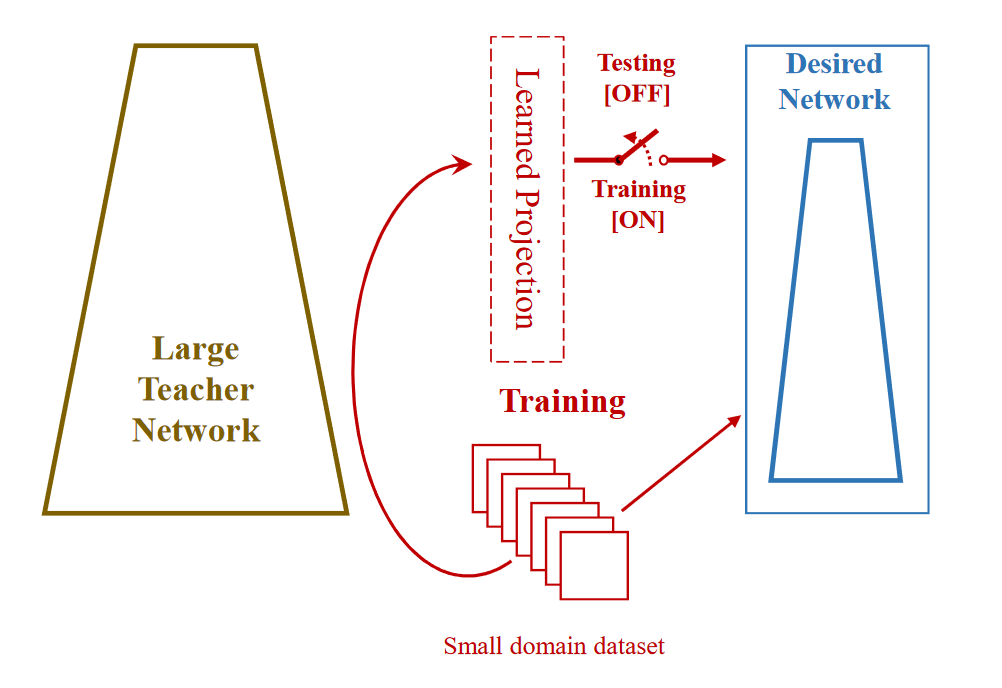 Large
Teacher
Network
Learned Projection
Testing
[OFF]
Training
[ON]
Desired
Network
Training
Small domain dataset